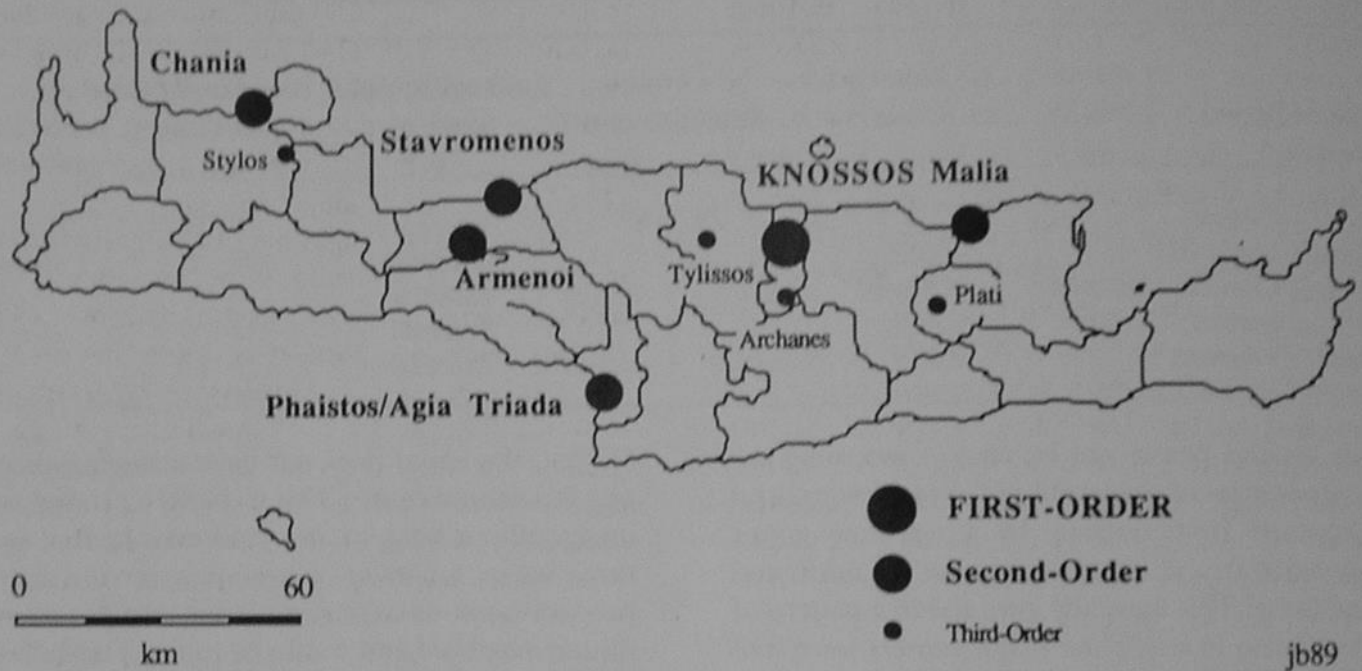 Chania
Stylos
Stavromenos
KNOSSOS Malia
Armenoi
Tylissos
Plati
Archanes
Phaistos/Agia Triada
FIRST-ORDER
Second-Order
Third-Order
0 60
km
jb89